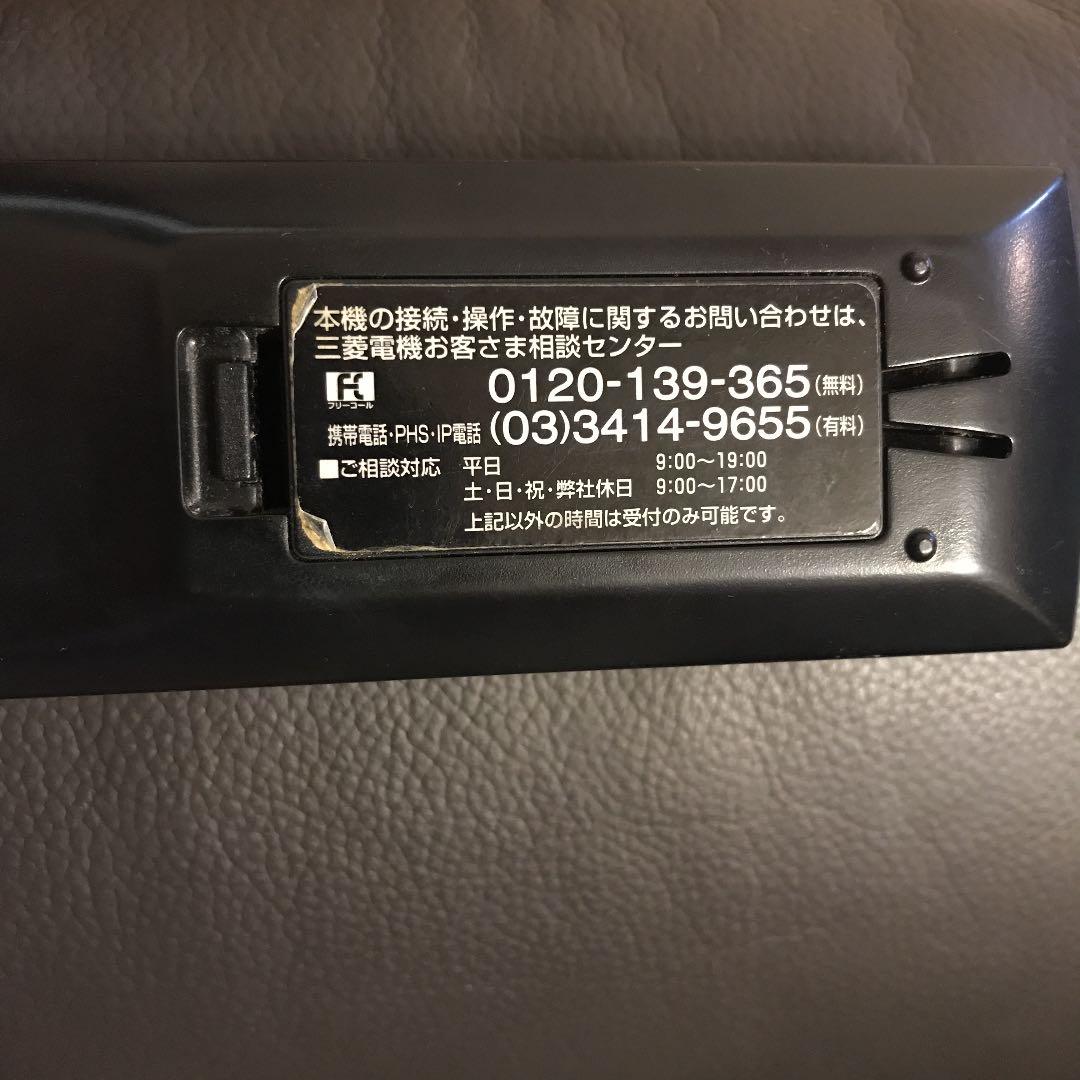 本機の接続・操作・故障に関するお問い合わせは、
三菱電機お客さま相談センター
フリーコール 0120-139-365(無料)
携帯電話・PHS・IP電話 (03)3414-9655(有料)
■ご相談対応 平日 9:00〜19:00
土・日・祝・弊社休日 9:00〜17:00
上記以外の時間は受付のみ可能です。